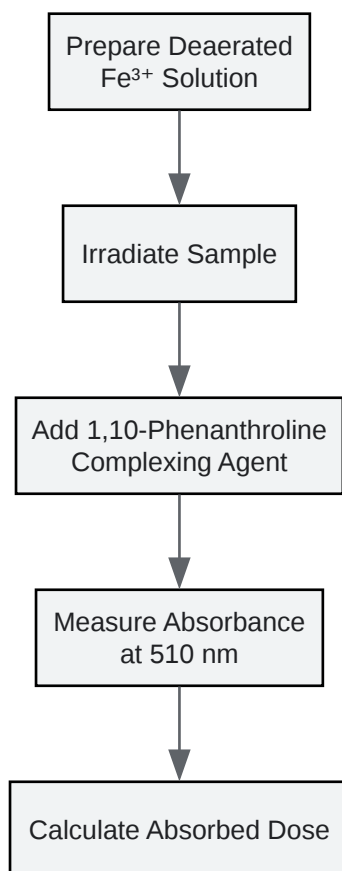 Prepare Deaerated
Fe³⁺ Solution
Irradiate Sample
Add 1,10-Phenanthroline
Complexing Agent
Measure Absorbance
at 510 nm
Calculate Absorbed Dose